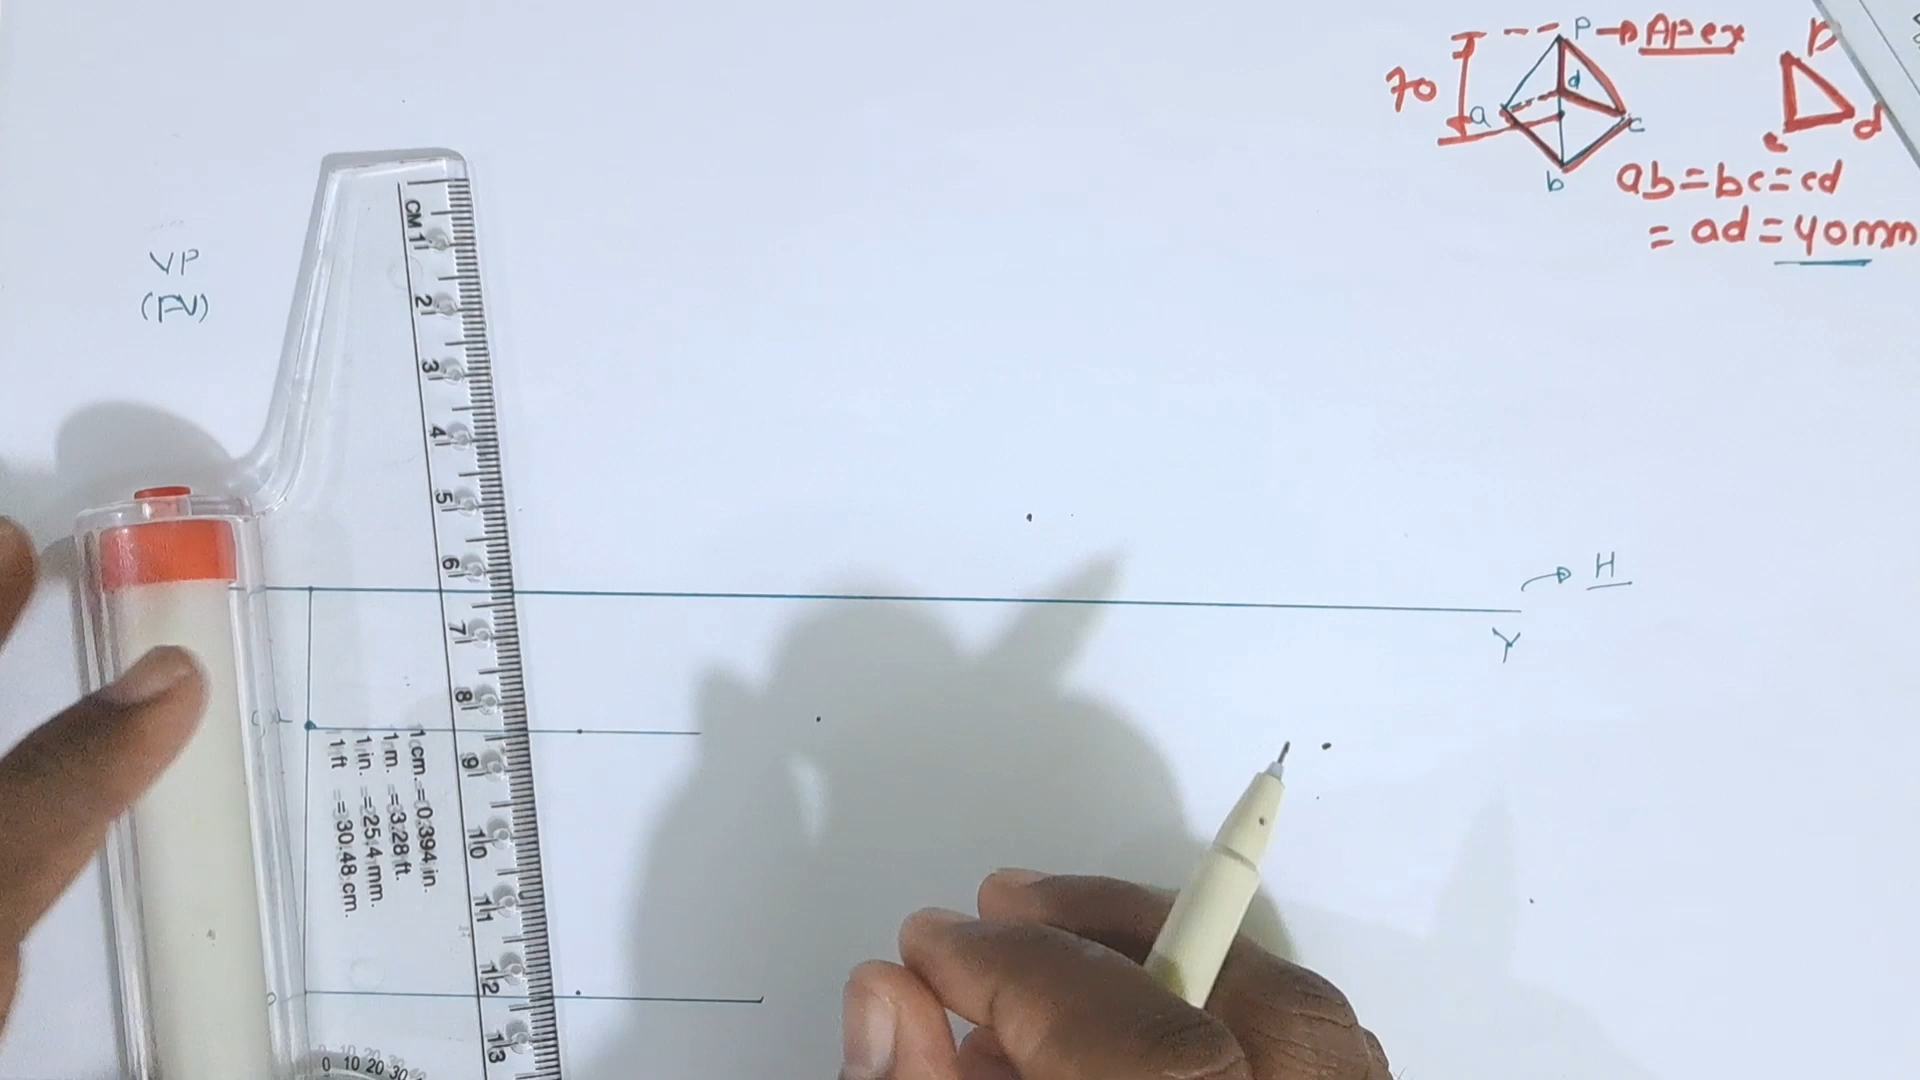 P → Apex
70
d
a
c
b
d
ab = bc = cd
= ad = 40mm
VP
(FV)
H
Y
CM 1 2 3 4 5 6 7 8 9 10 11 12 13
1 cm. = 0.394 in.
1 m. = 3.28 ft.
1 in. = 25.4 mm.
1 ft = 30.48 cm.
0 10 20 30